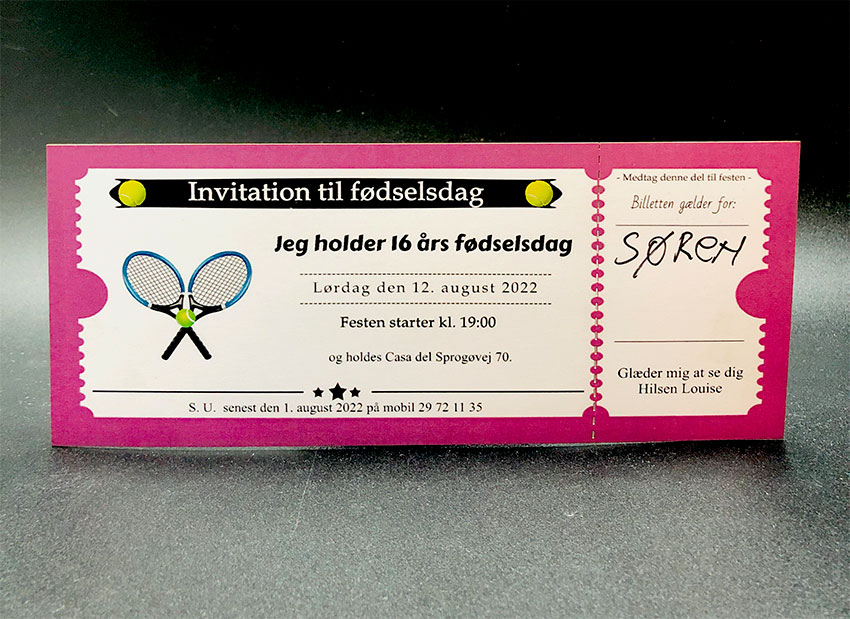 Invitation til fødselsdag
Jeg holder 16 års fødselsdag
Lørdag den 12. august 2022
Festen starter kl. 19:00
og holdes Casa del Sprogøvej 70.
S. U. senest den 1. august 2022 på mobil 29 72 11 35
- Medtag denne del til festen -
Billetten gælder for:
SØREN
Glæder mig at se dig
Hilsen Louise